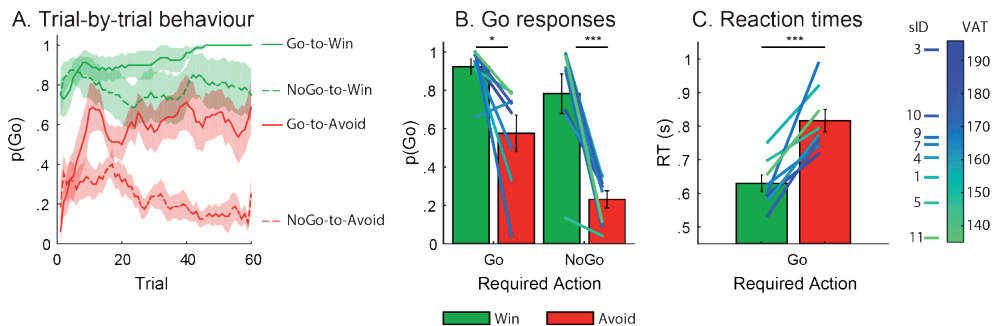 A. Trial-by-trial behaviour
1
.8
.6
.4
.2
0
p(Go)
1
20
40
60
Trial
Go-to-Win
NoGo-to-Win
Go-to-Avoid
NoGo-to-Avoid
B. Go responses
*
***
1
.8
0.6
0.4
0.2
0
p(Go)
Go
NoGo
Required Action
C. Reaction times
***
1
.9
.8
.7
.6
.5
RT (s)
Go
Required Action
sID
3
10
9
7
4
1
5
11
VAT
190
180
170
160
150
140
Win
Avoid